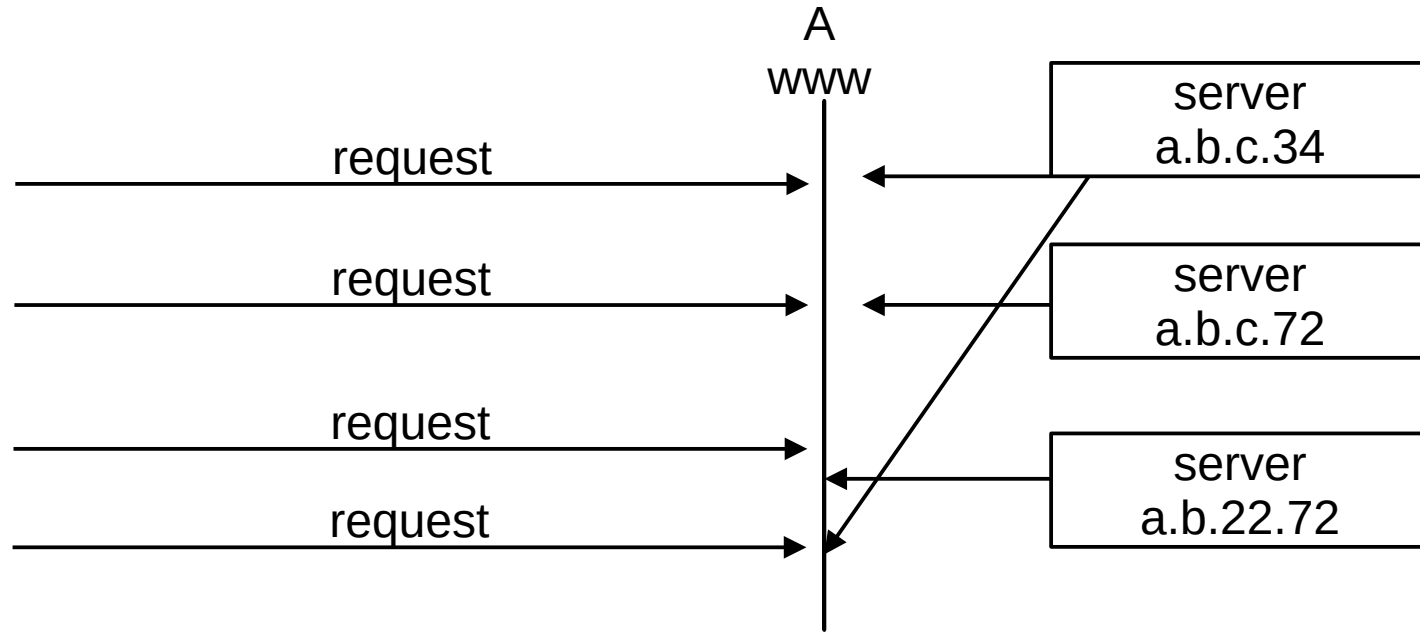 A
www
request
request
request
request
server
a.b.c.34
server
a.b.c.72
server
a.b.22.72